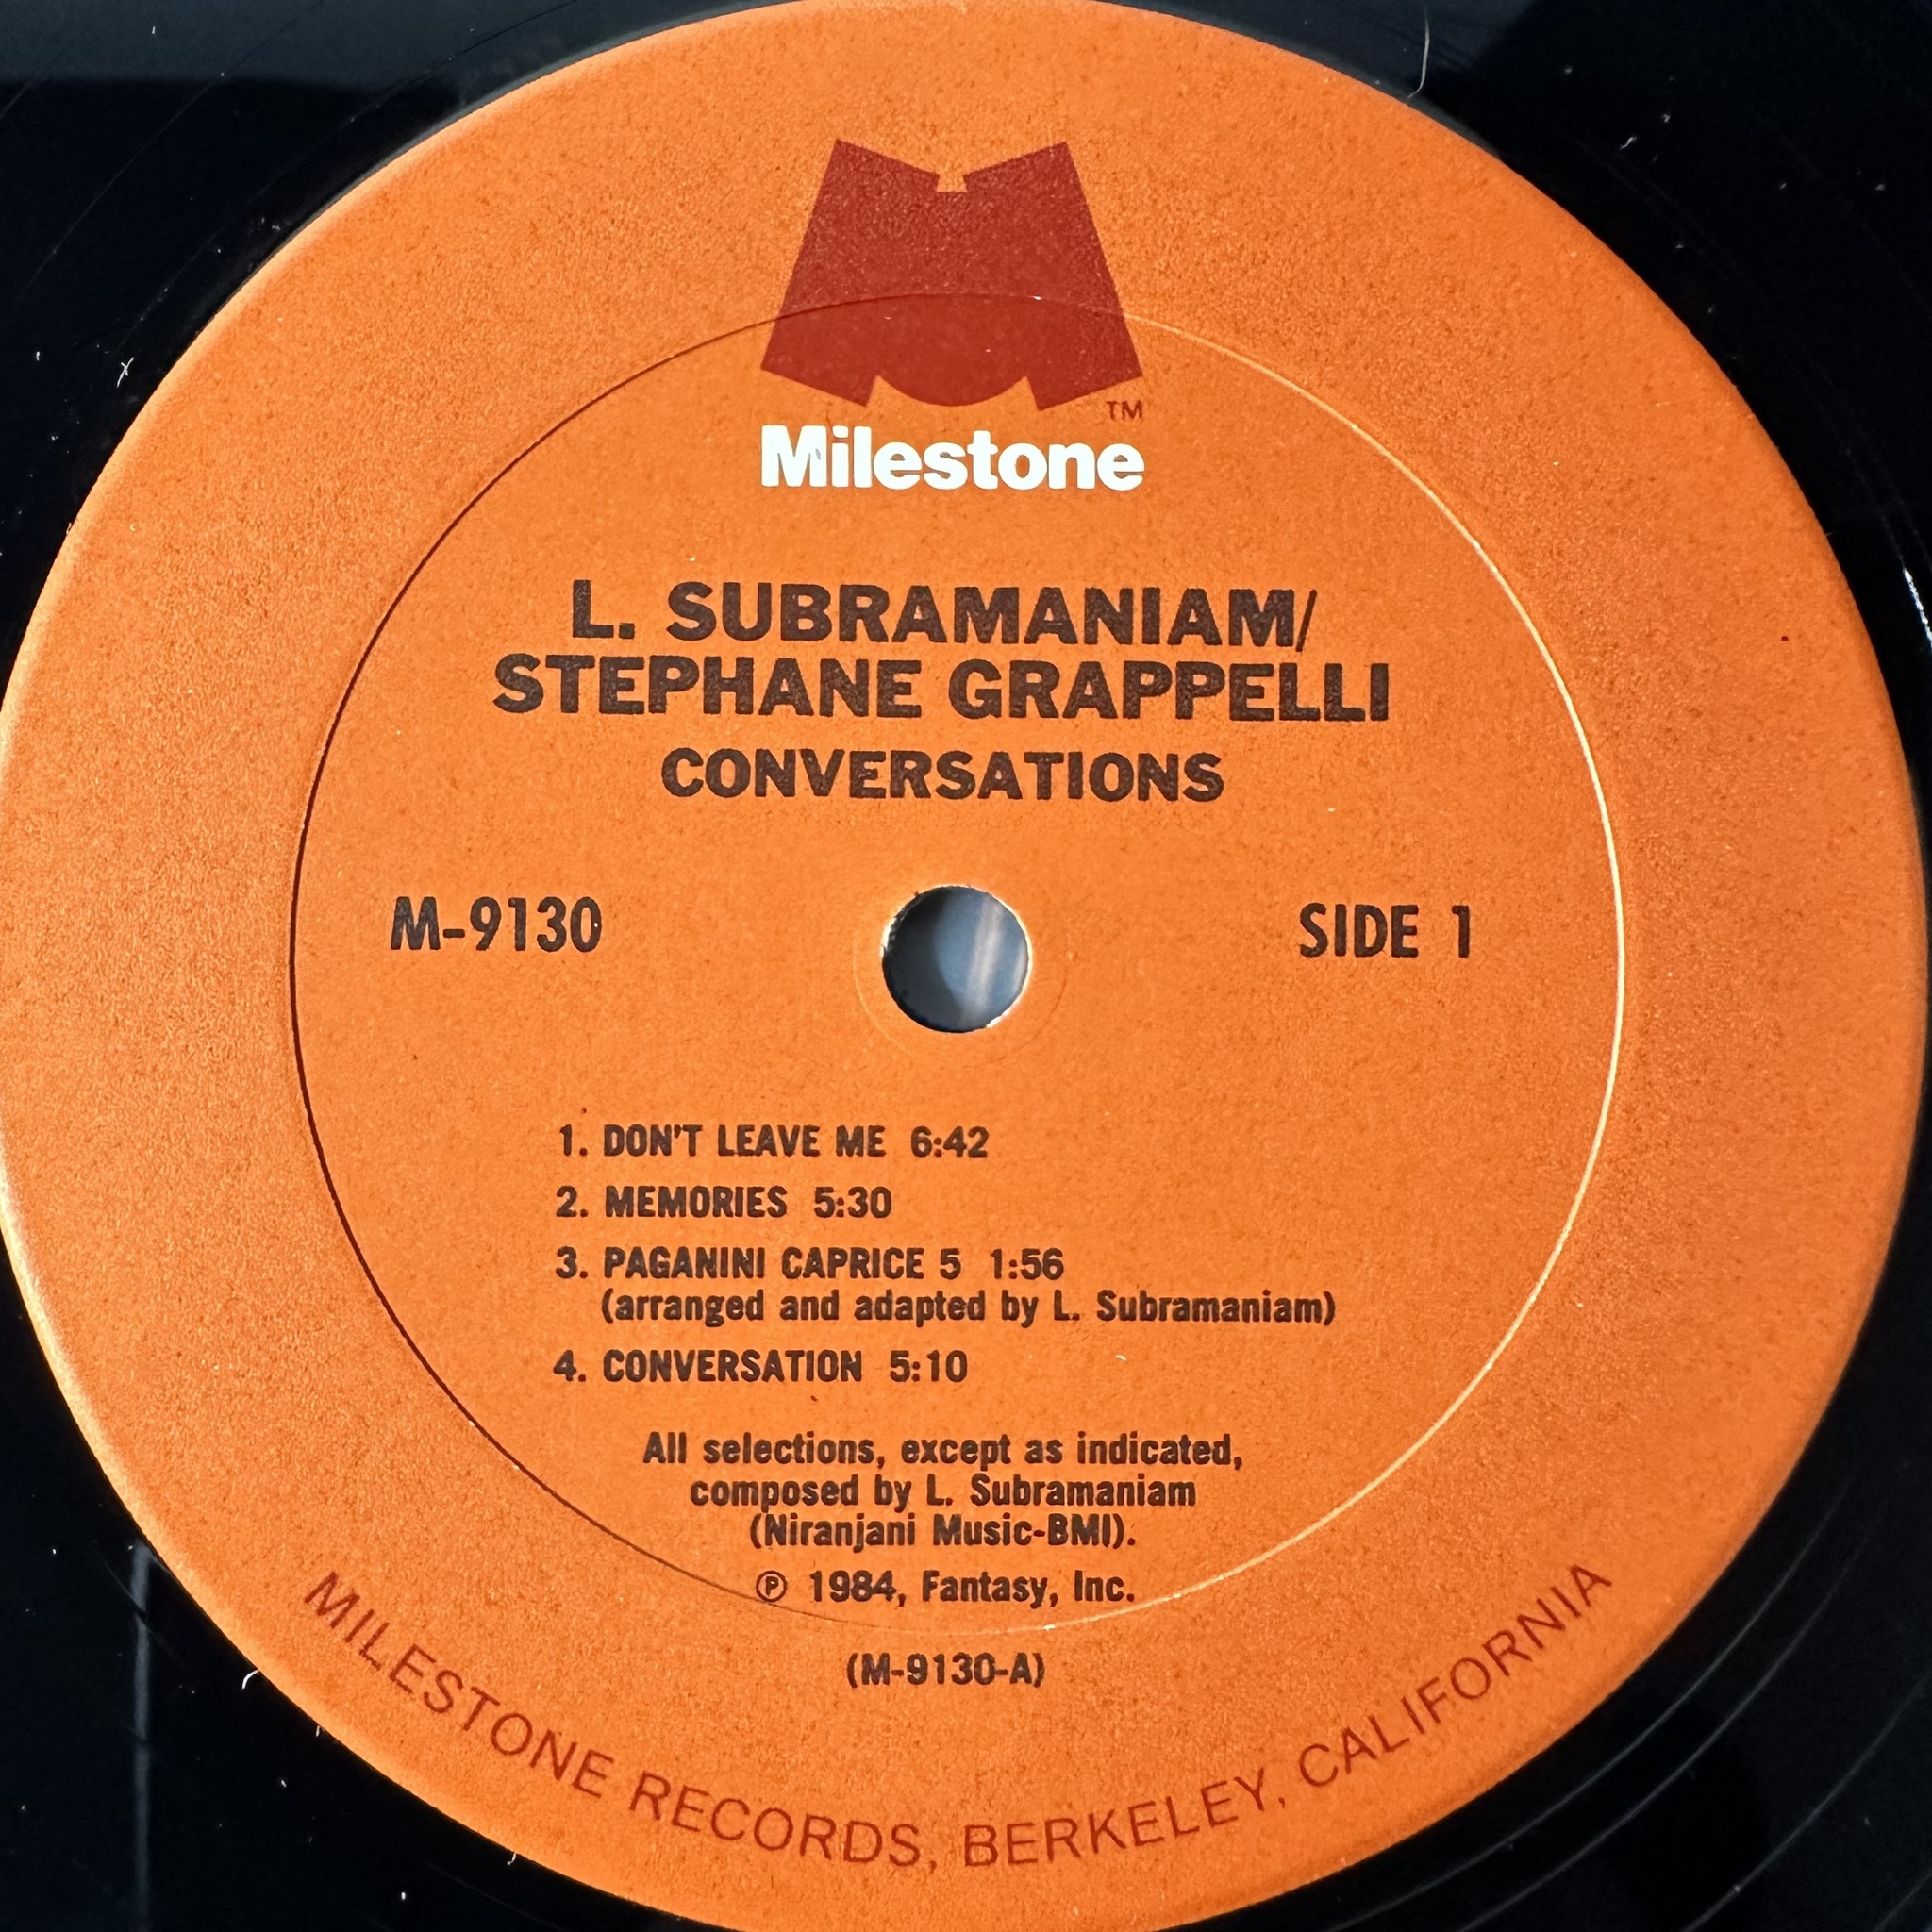 TM
Milestone
L. SUBRAMANIAM/
STEPHANE GRAPPELLI
CONVERSATIONS
M-9130
SIDE 1
1. DON'T LEAVE ME 6:42
2. MEMORIES 5:30
3. PAGANINI CAPRICE 5 1:56
(arranged and adapted by L. Subramaniam)
4. CONVERSATION 5:10
All selections, except as indicated,
composed by L. Subramaniam
(Niranjani Music-BMI).
℗ 1984, Fantasy, Inc.
(M-9130-A)
MILESTONE RECORDS, BERKELEY, CALIFORNIA